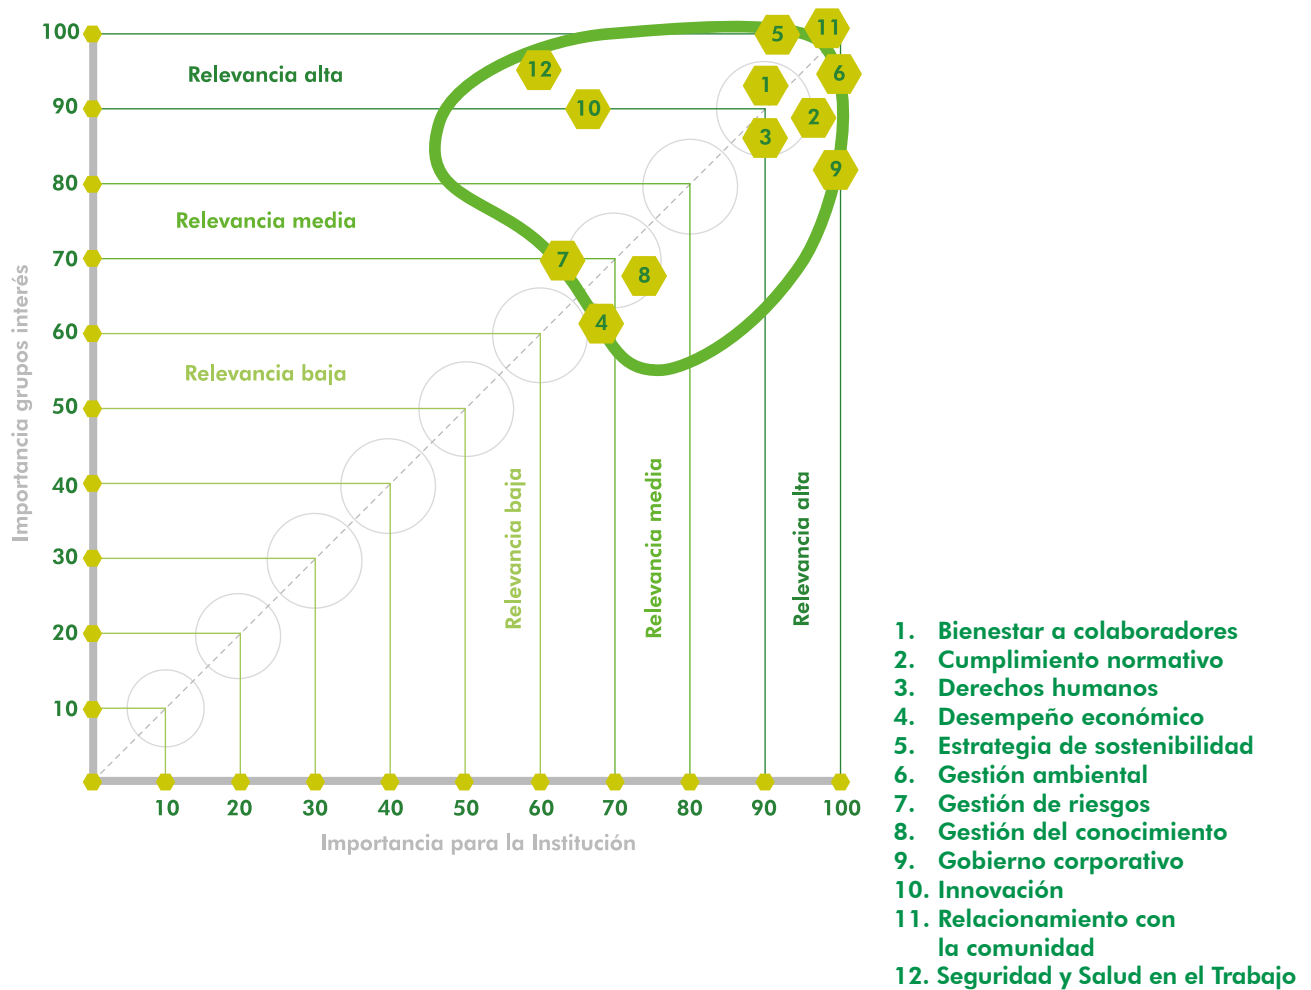 100
5
11
12
Relevancia alta
6
1
90
10
2
3
80
9
Relevancia media
70
7
8
60
4
Relevancia baja
50
40
30
20
10
Importancia grupos interés
Relevancia baja
Relevancia media
Relevancia alta
10 20 30 40 50 60 70 80 90 100
Importancia para la Institución
1. Bienestar a colaboradores
2. Cumplimiento normativo
3. Derechos humanos
4. Desempeño económico
5. Estrategia de sostenibilidad
6. Gestión ambiental
7. Gestión de riesgos
8. Gestión del conocimiento
9. Gobierno corporativo
10. Innovación
11. Relacionamiento con
la comunidad
12. Seguridad y Salud en el Trabajo